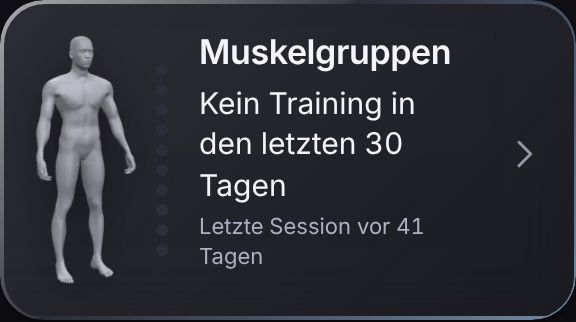 Muskelgruppen
Kein Training in
den letzten 30
Tagen
Letzte Session vor 41
Tagen